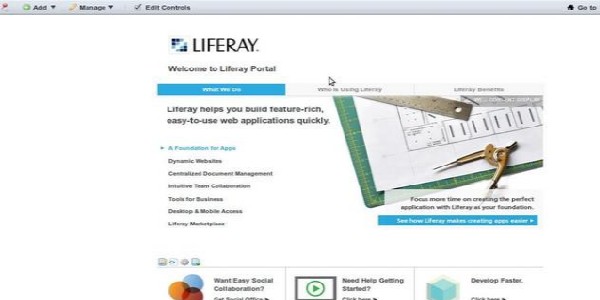 Add ▼ Manage ▼ Edit Controls Go to
LIFERAY.
Welcome to Liferay Portal
What We Do Who Is Using Liferay Liferay Benefits
Liferay helps you build feature-rich,
easy-to-use web applications quickly.
▸ A Foundation for Apps
Dynamic Websites
Centralized Document Management
Intuitive Team Collaboration
Tools for Business
Desktop & Mobile Access
Liferay Marketplace
Focus more time on creating the perfect
application with Liferay as your foundation.
See how Liferay makes creating apps easier ▸
Want Easy Social
Collaboration?
Get Social Office ▸
Need Help Getting
Started?
Click here ▸
Develop Faster.
Click here ▸